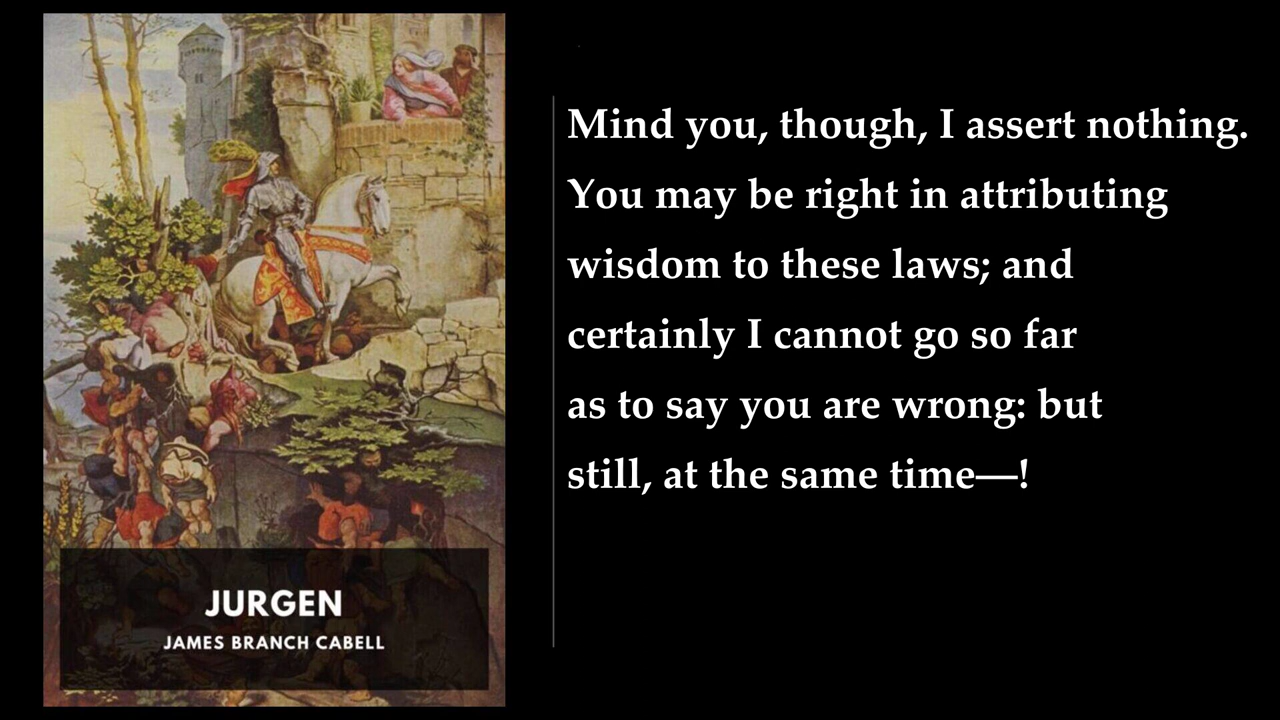 JURGEN
JAMES BRANCH CABELL
Mind you, though, I assert nothing.
You may be right in attributing
wisdom to these laws; and
certainly I cannot go so far
as to say you are wrong: but
still, at the same time—!